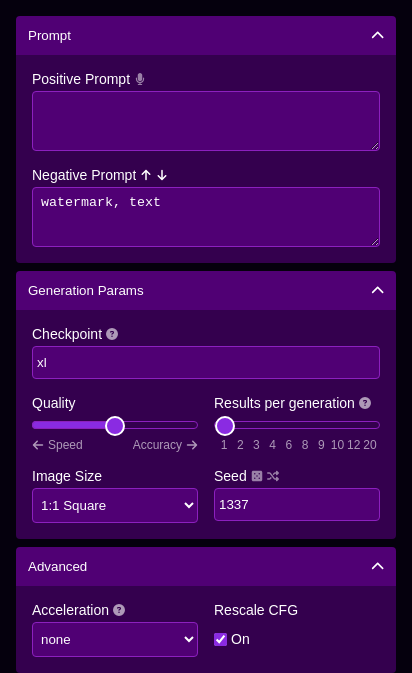 Prompt
Positive Prompt
Negative Prompt
watermark, text
Generation Params
Checkpoint
xl
Quality
Results per generation
Speed Accuracy
1 2 3 4 6 8 9 10 12 20
Image Size
Seed
1:1 Square
1337
Advanced
Acceleration
Rescale CFG
none
On